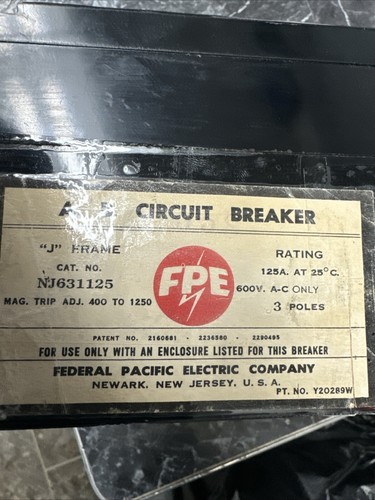 CIRCUIT BREAKER
"J" FRAME
CAT. NO.
NJ631125
MAG. TRIP ADJ. 400 TO 1250
FPE
RATING
125A. AT 25°C.
600V. A-C ONLY
3 POLES
PATENT NO. 2160681 - 2236580 - 2290495
FOR USE ONLY WITH AN ENCLOSURE LISTED FOR THIS BREAKER
FEDERAL PACIFIC ELECTRIC COMPANY
NEWARK, NEW JERSEY, U. S. A.
PT. NO. Y20289W